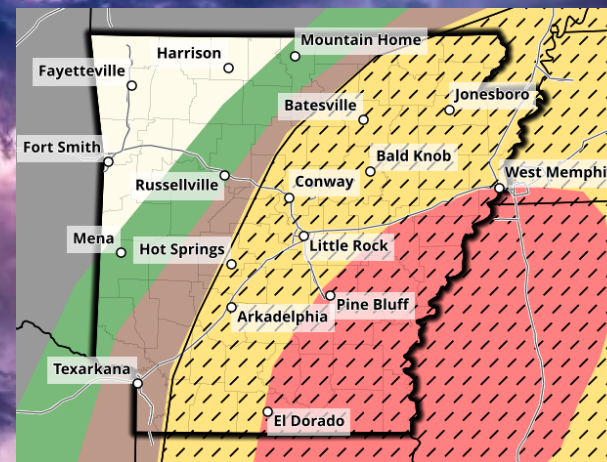 Mountain Home
Harrison
Fayetteville
Jonesboro
Batesville
Fort Smith
Bald Knob
West Memphi
Russellville
Conway
Mena
Hot Springs
Little Rock
Pine Bluff
Arkadelphia
Texarkana
El Dorado